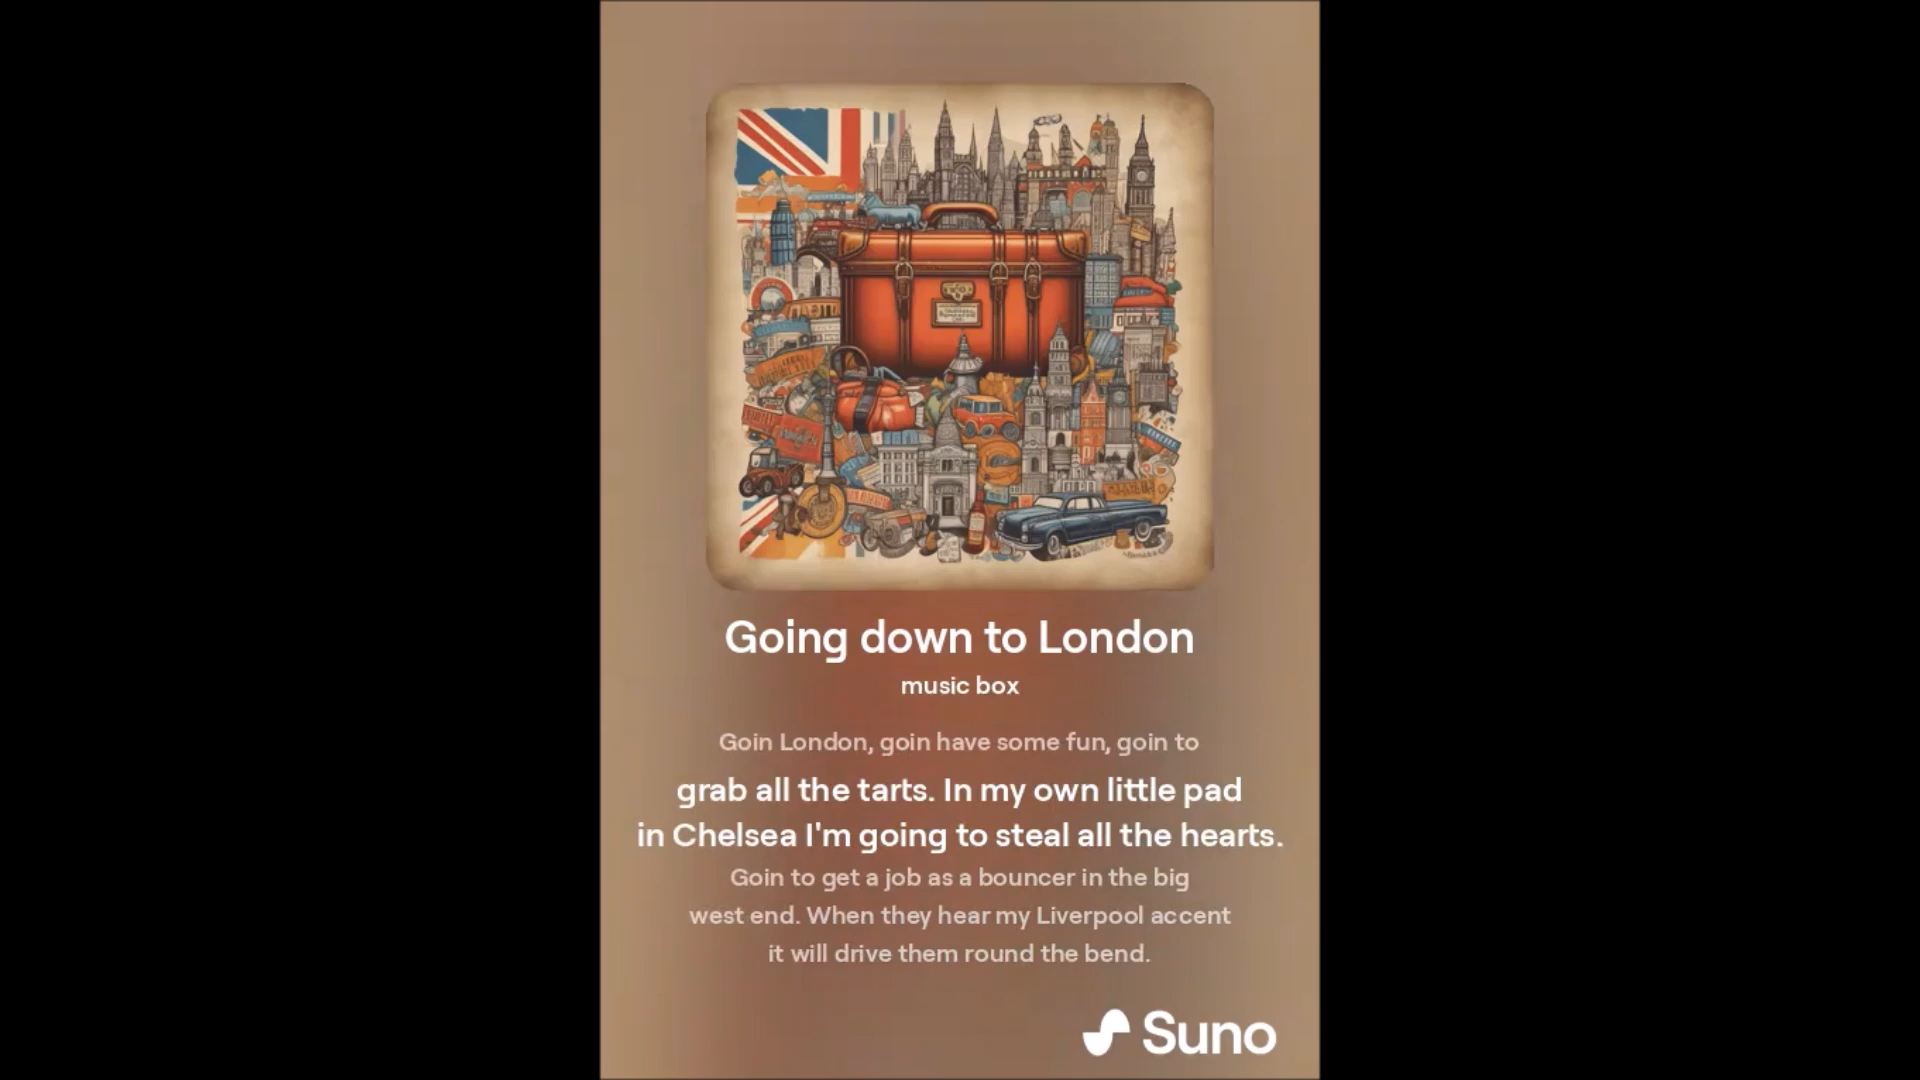 Going down to London
music box
Goin London, goin have some fun, goin to
grab all the tarts. In my own little pad
in Chelsea I'm going to steal all the hearts.
Goin to get a job as a bouncer in the big
west end. When they hear my Liverpool accent
it will drive them round the bend.
Suno